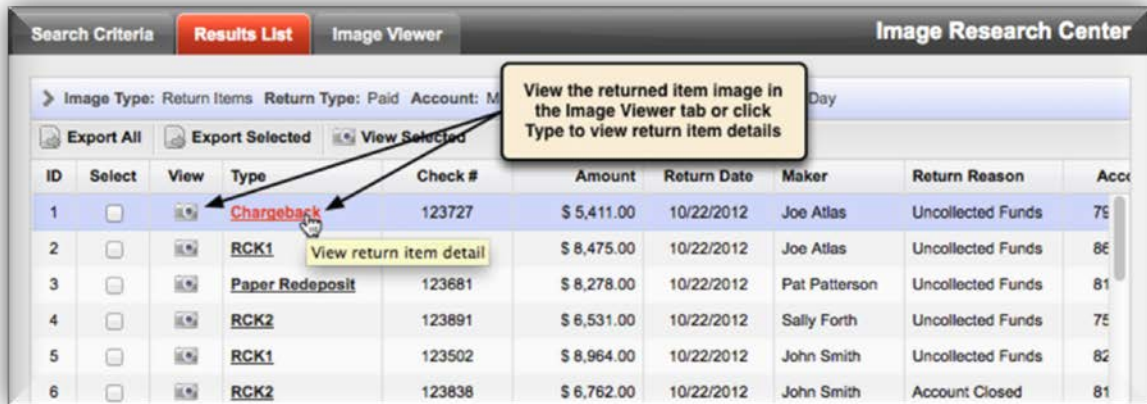 Search Criteria Results List Image Viewer Image Research Center
Image Type: Return Items Return Type: Paid Account: Day
View the returned item image in
the Image Viewer tab or click
Type to view return item details
Export All Export Selected View Selected
ID Select View Type Check # Amount Return Date Maker Return Reason
1 Chargeback 123727 $ 5,411.00 10/22/2012 Joe Atlas Uncollected Funds 79
2 RCK1 $ 8,475.00 10/22/2012 Joe Atlas Uncollected Funds 86
View return item detail
3 Paper Redeposit 123681 $ 8,278.00 10/22/2012 Pat Patterson Uncollected Funds 81
4 RCK2 123891 $ 6,531.00 10/22/2012 Sally Forth Uncollected Funds 75
5 RCK1 123502 $ 8,964.00 10/22/2012 John Smith Uncollected Funds 82
6 RCK2 123838 $ 6,762.00 10/22/2012 John Smith Account Closed 81